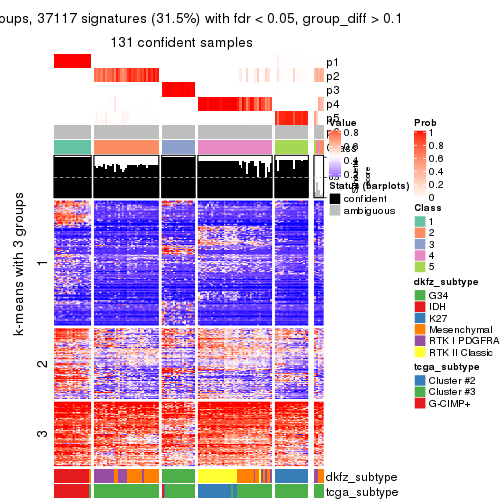 oups, 37117 signatures (31.5%) with fdr < 0.05, group_diff > 0.1
131 confident samples
p1
p2
p3
p4
p5
Value
0.8
0.6
0.4
Status (barplots)
confident
ambiguous
Prob
1
0.8
0.6
0.4
0.2
0
Class
1
2
3
4
5
dkfz_subtype
G34
IDH
K27
Mesenchymal
RTK I PDGFRA
RTK II Classic
tcga_subtype
Cluster #2
Cluster #3
G-CIMP+
k-means with 3 groups
1
2
3
dkfz_subtype
tcga_subtype